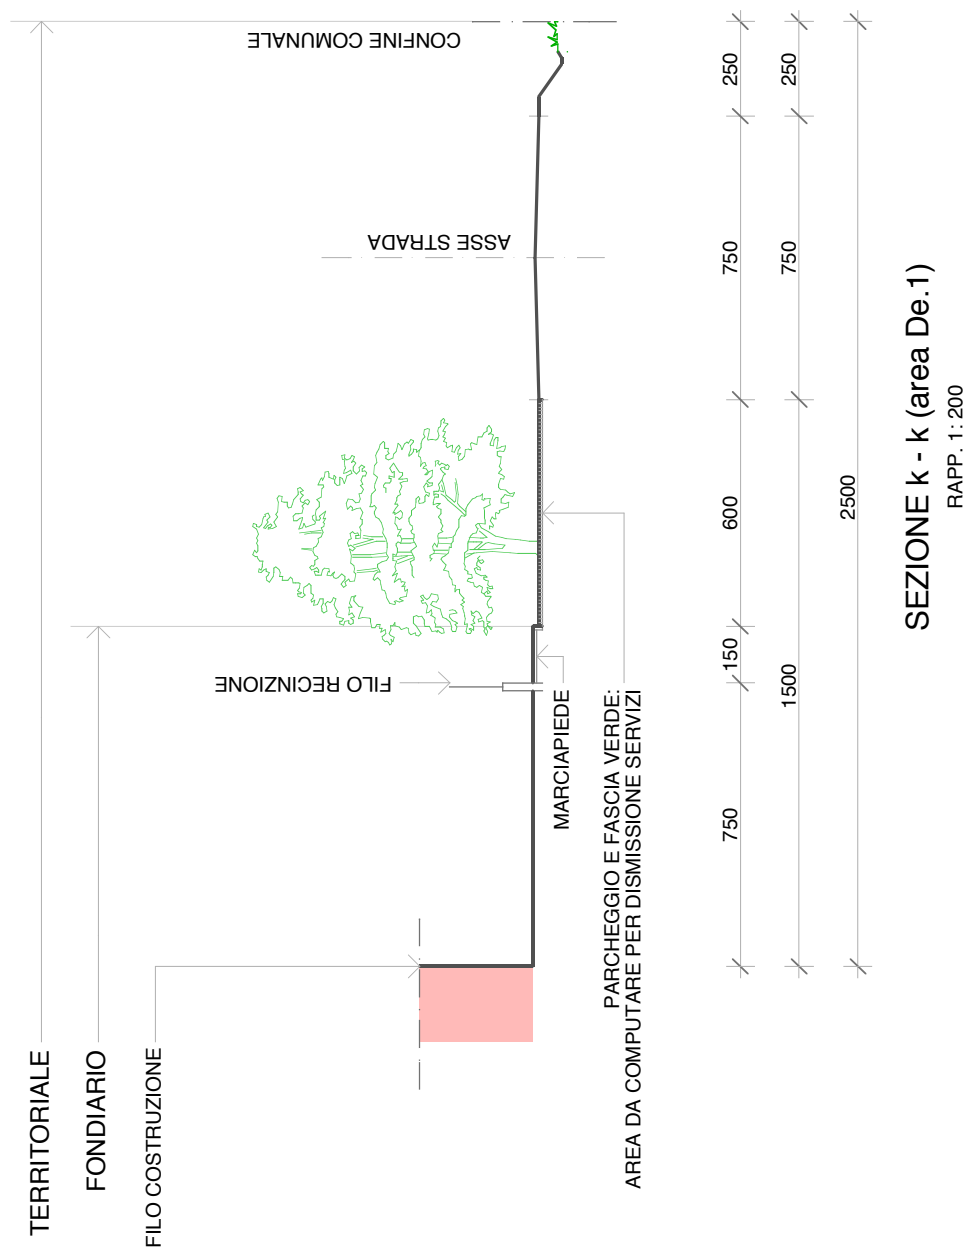 TERRITORIALE
FONDIARIO
FILO COSTRUZIONE
CONFINE COMUNALE
ASSE STRADA
FILO RECINZIONE
MARCIAPIEDE
PARCHEGGIO E FASCIA VERDE:
AREA DA COMPUTARE PER DISMISSIONE SERVIZI
750
150
600
750
250
1500
750
250
2500
SEZIONE k - k (area De.1)
RAPP. 1: 200